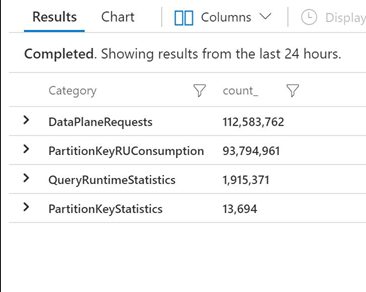 Results Chart Columns Display
Completed. Showing results from the last 24 hours.
Category count_
DataPlaneRequests 112,583,762
PartitionKeyRUConsumption 93,794,961
QueryRuntimeStatistics 1,915,371
PartitionKeyStatistics 13,694